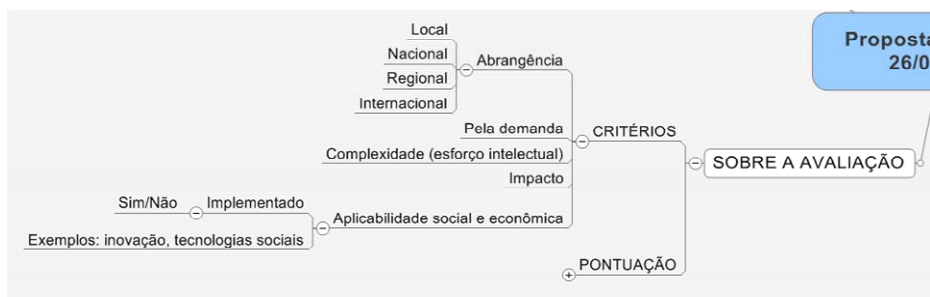 Proposta
26/0
SOBRE A AVALIAÇÃO
CRITÉRIOS
Abrangência
Local
Nacional
Regional
Internacional
Pela demanda
Complexidade (esforço intelectual)
Impacto
Aplicabilidade social e econômica
Implementado
Sim/Não
Exemplos: inovação, tecnologias sociais
PONTUAÇÃO